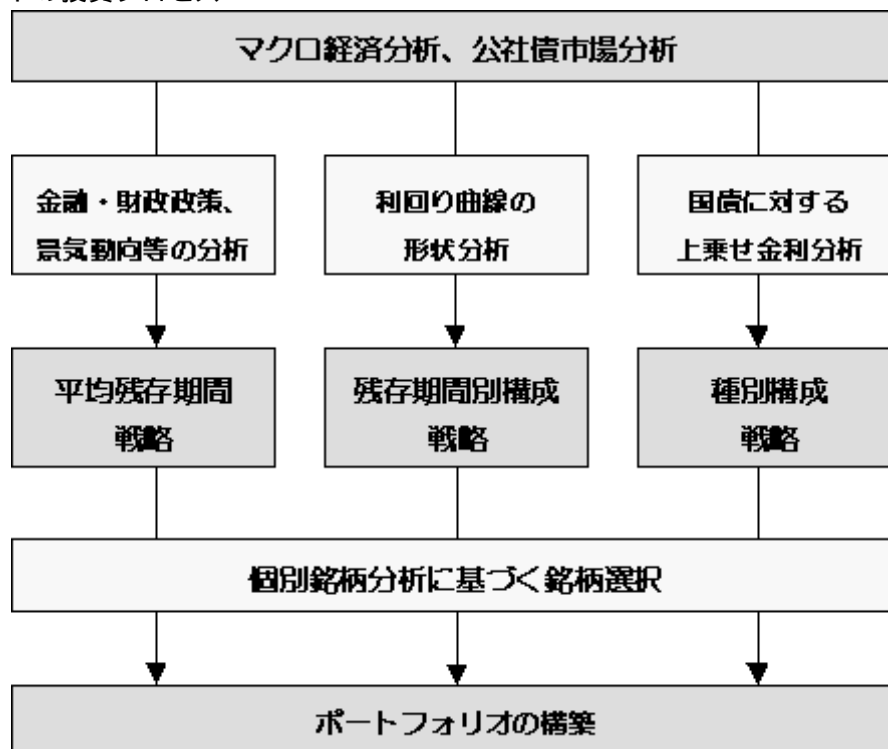 マクロ経済分析、公社債市場分析
金融・財政政策、
景気動向等の分析
利回り曲線の
形状分析
国債に対する
上乗せ金利分析
平均残存期間
戦略
残存期間別構成
戦略
種別構成
戦略
個別銘柄分析に基づく銘柄選択
ポートフォリオの構築